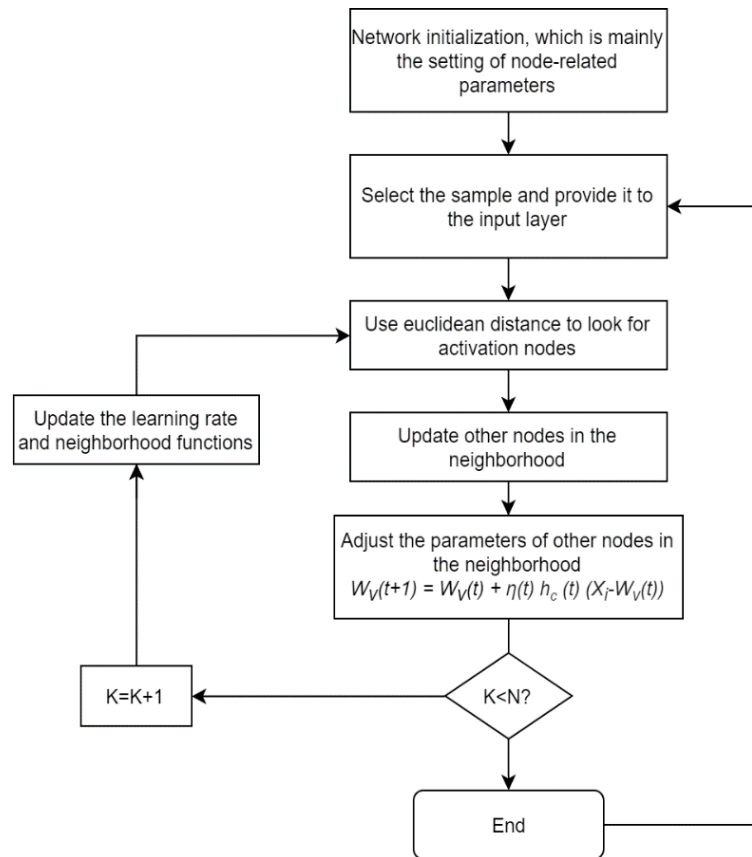 Network initialization, which is mainly
the setting of node-related
parameters
Select the sample and provide it to
the input layer
Use euclidean distance to look for
activation nodes
Update the learning rate
and neighborhood functions
Update other nodes in the
neighborhood
Adjust the parameters of other nodes in
the neighborhood
W_V(t+1) = W_V(t) + η(t) h_c (t) (X_i-W_v(t))
K=K+1
K<N?
End